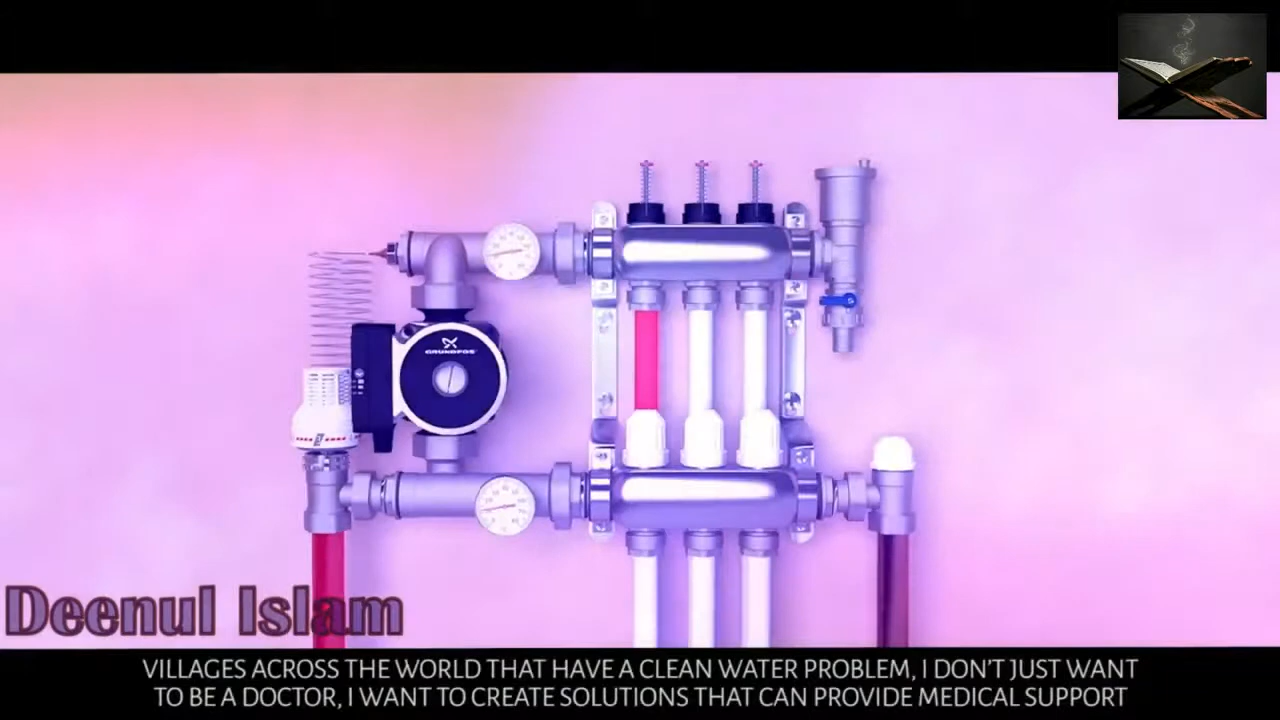 GRUNDFOS
Deenul Islam
VILLAGES ACROSS THE WORLD THAT HAVE A CLEAN WATER PROBLEM, I DON'T JUST WANT
TO BE A DOCTOR, I WANT TO CREATE SOLUTIONS THAT CAN PROVIDE MEDICAL SUPPORT